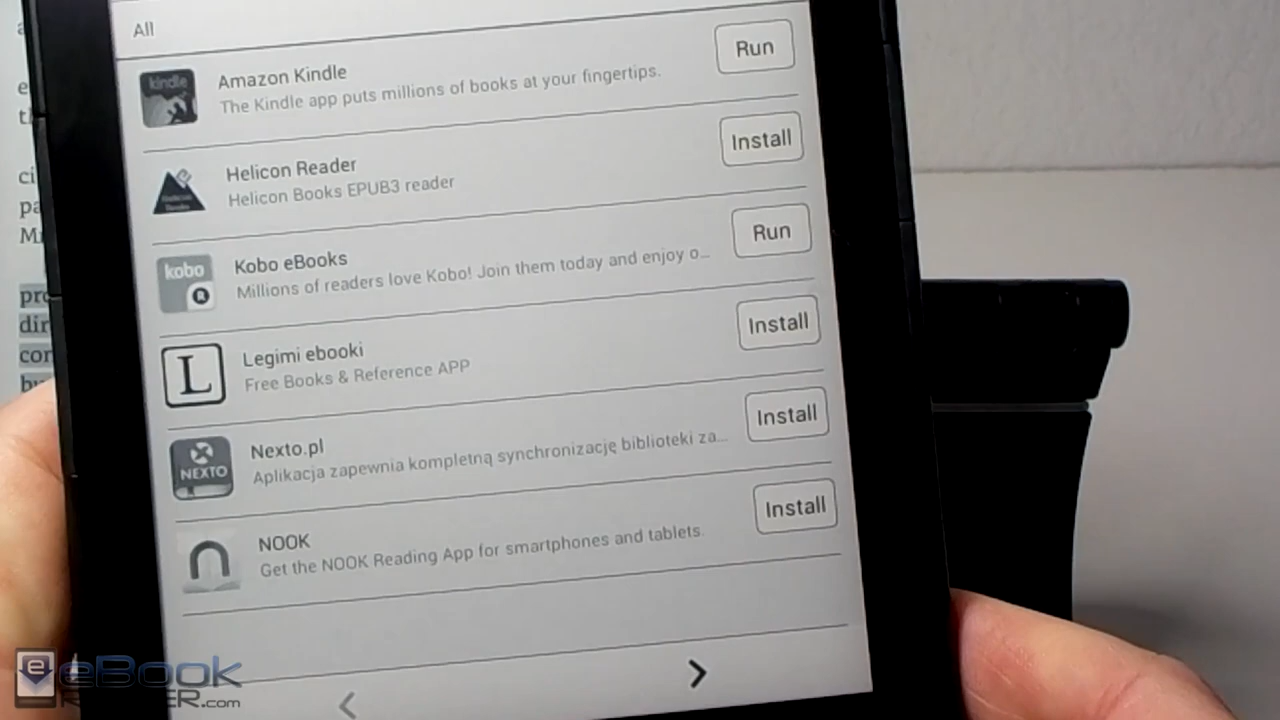 All
kindle
Amazon Kindle
The Kindle app puts millions of books at your fingertips.
Run
Helicon Reader
Helicon Books EPUB3 reader
Install
kobo
R
Kobo eBooks
Millions of readers love Kobo! Join them today and enjoy o...
Run
L
Legimi ebooki
Free Books & Reference APP
Install
NEXTO
Nexto.pl
Aplikacja zapewnia kompletną synchronizację biblioteki za...
Install
n
NOOK
Get the NOOK Reading App for smartphones and tablets.
Install
e
eBook
.com